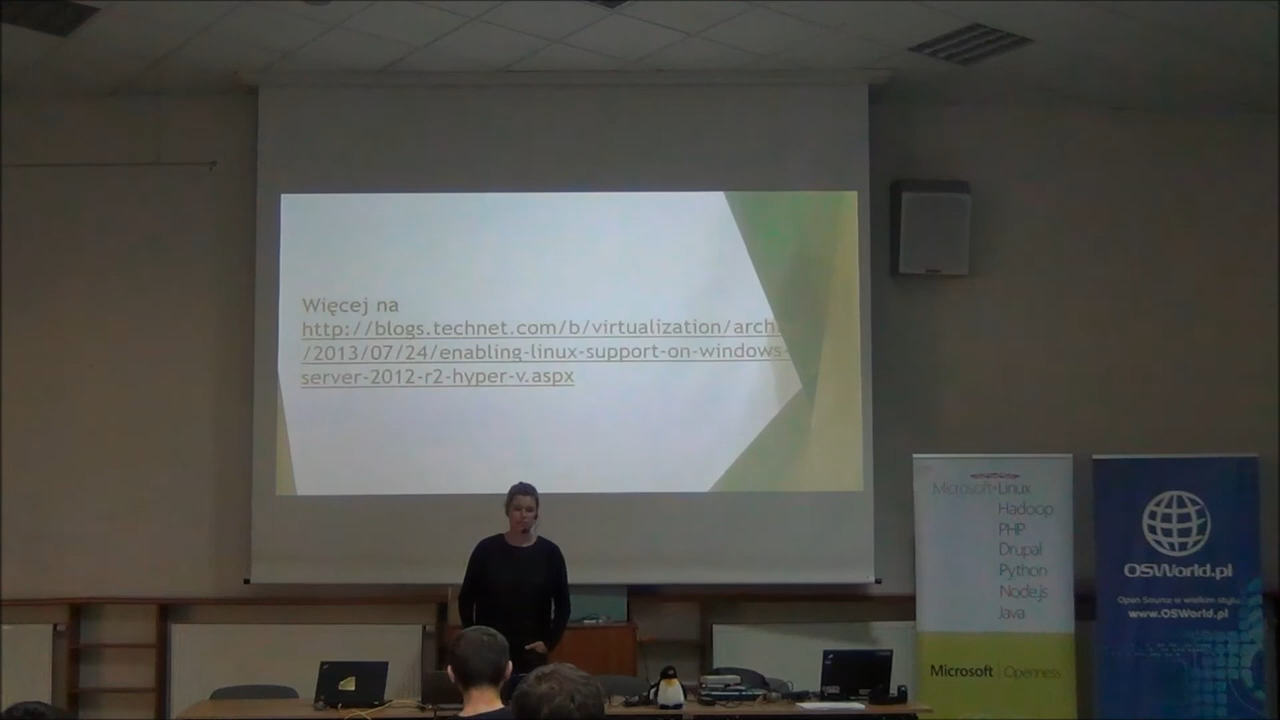 Więcej na
http://blogs.technet.com/b/virtualization/archi
/2013/07/24/enabling-linux-support-on-windows-
server-2012-r2-hyper-v.aspx
Microsoft+Linux
Hadoop
PHP
Drupal
Python
Node.js
Java
Microsoft | Openness
OSWorld.pl
Open Source w wielkim stylu
www.OSWorld.pl